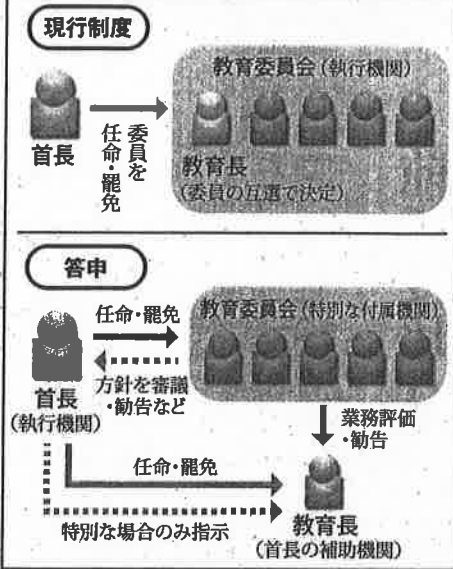 現行制度
教育委員会(執行機関)
首長
委員を
任命・罷免
教育長
(委員の互選で決定)
答申
任命・罷免
教育委員会(特別な付属機関)
方針を審議
・勧告など
首長
(執行機関)
業務評価
・勧告
任命・罷免
特別な場合のみ指示
教育長
(首長の補助機関)